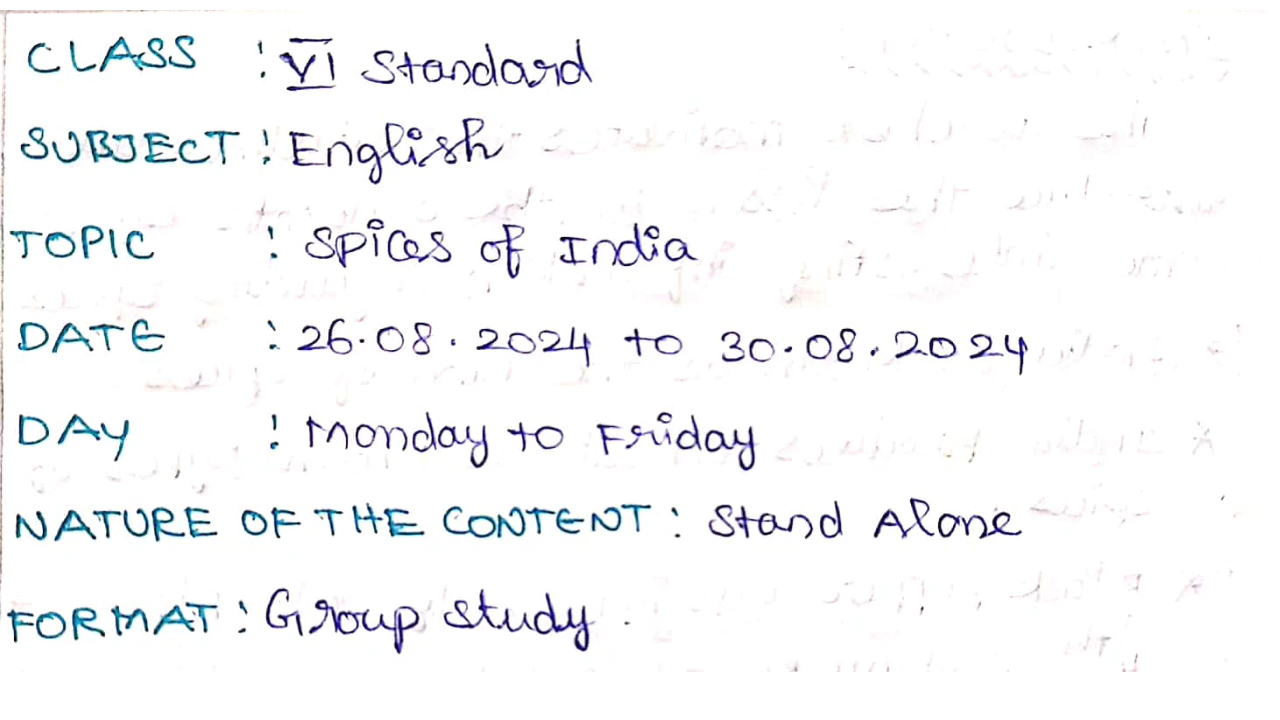 CLASS : VI Standard
SUBJECT : English
TOPIC : Spices of India
DATE : 26.08.2024 to 30.08.2024
DAY : Monday to Friday
NATURE OF THE CONTENT : Stand Alone
FORMAT : Group study.